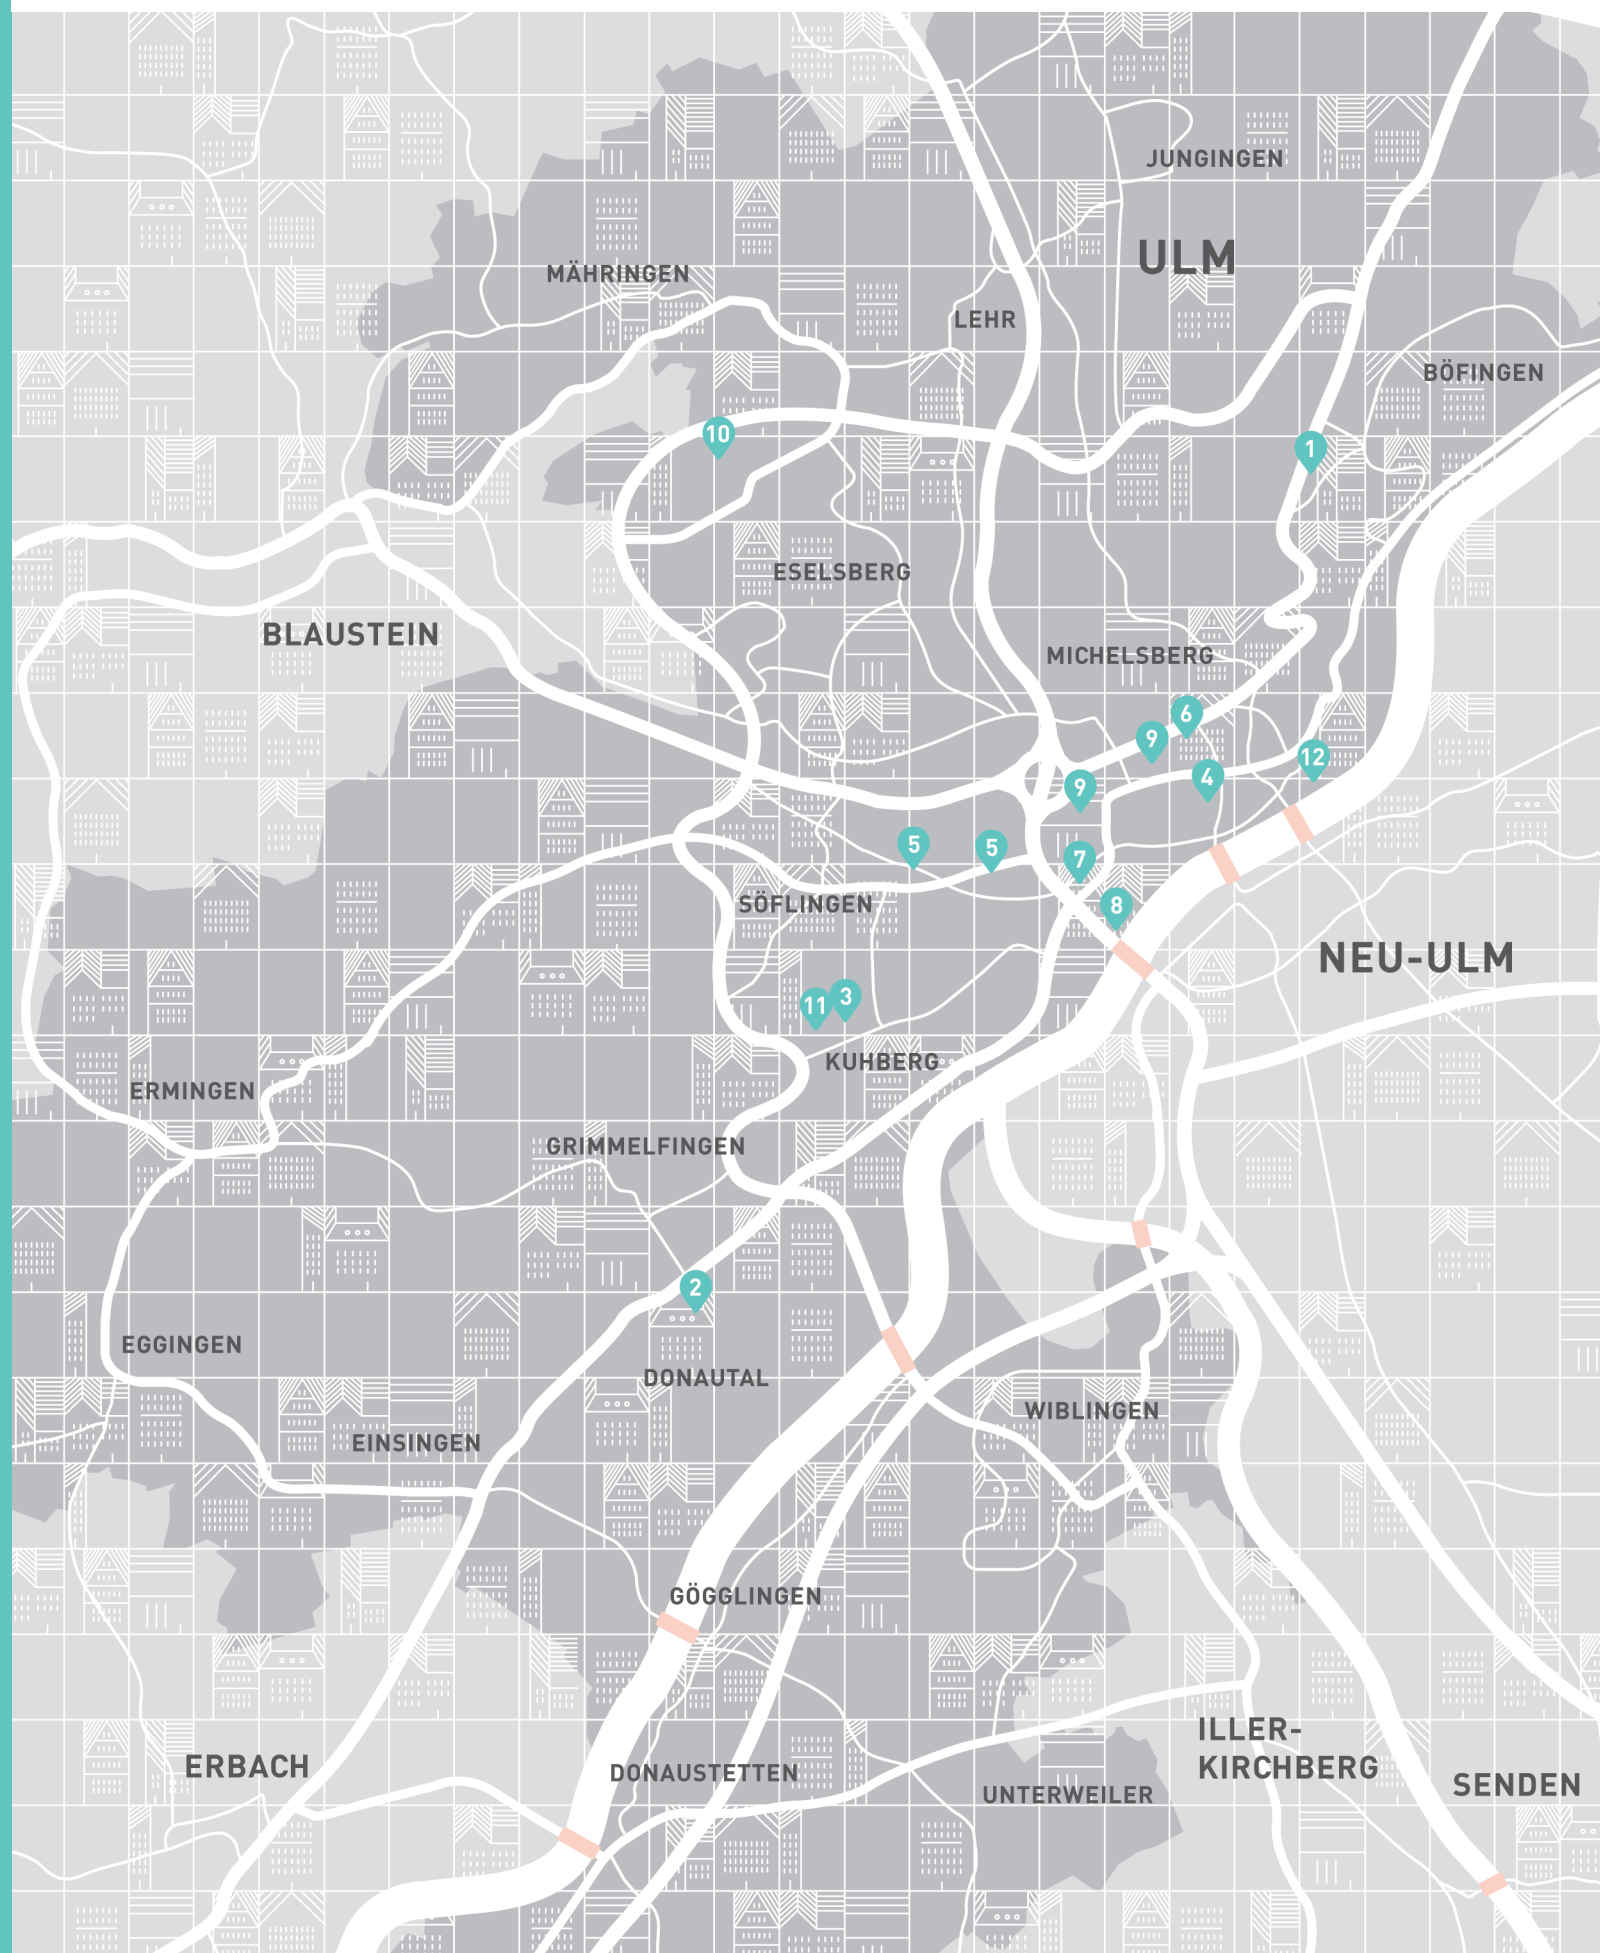 JUNGINGEN
ULM
MÄHRINGEN
LEHR
BÖFINGEN
10
1
ESELSBERG
BLAUSTEIN
MICHELSBERG
6
9
12
4
9
5
5
7
SÖFLINGEN
8
NEU-ULM
11
3
KUHBERG
ERMINGEN
GRIMMELFINGEN
2
EGGINGEN
DONAUTAL
WIBLINGEN
EINSINGEN
GÖGGLINGEN
ILLER-
KIRCHBERG
ERBACH
DONAUSTETTEN
SENDEN
UNTERWEILER